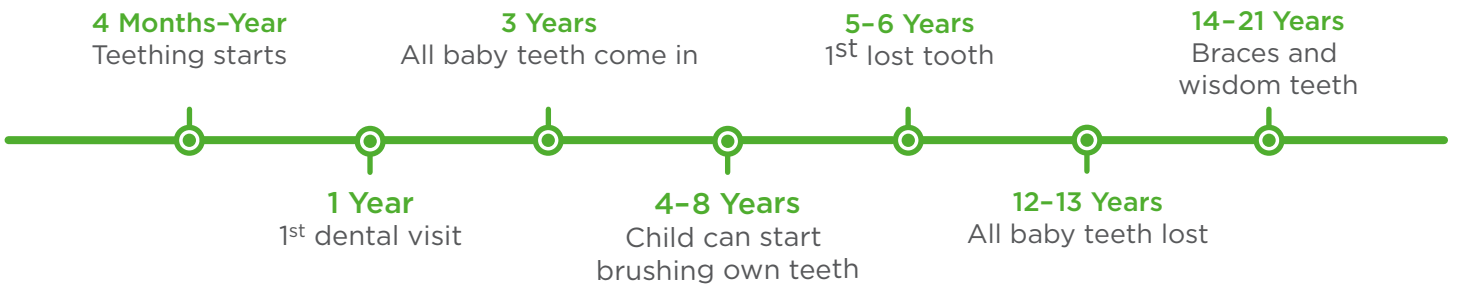 4 Months–Year
Teething starts
3 Years
All baby teeth come in
5–6 Years
1st lost tooth
14–21 Years
Braces and
wisdom teeth
1 Year
1st dental visit
4–8 Years
Child can start
brushing own teeth
12–13 Years
All baby teeth lost